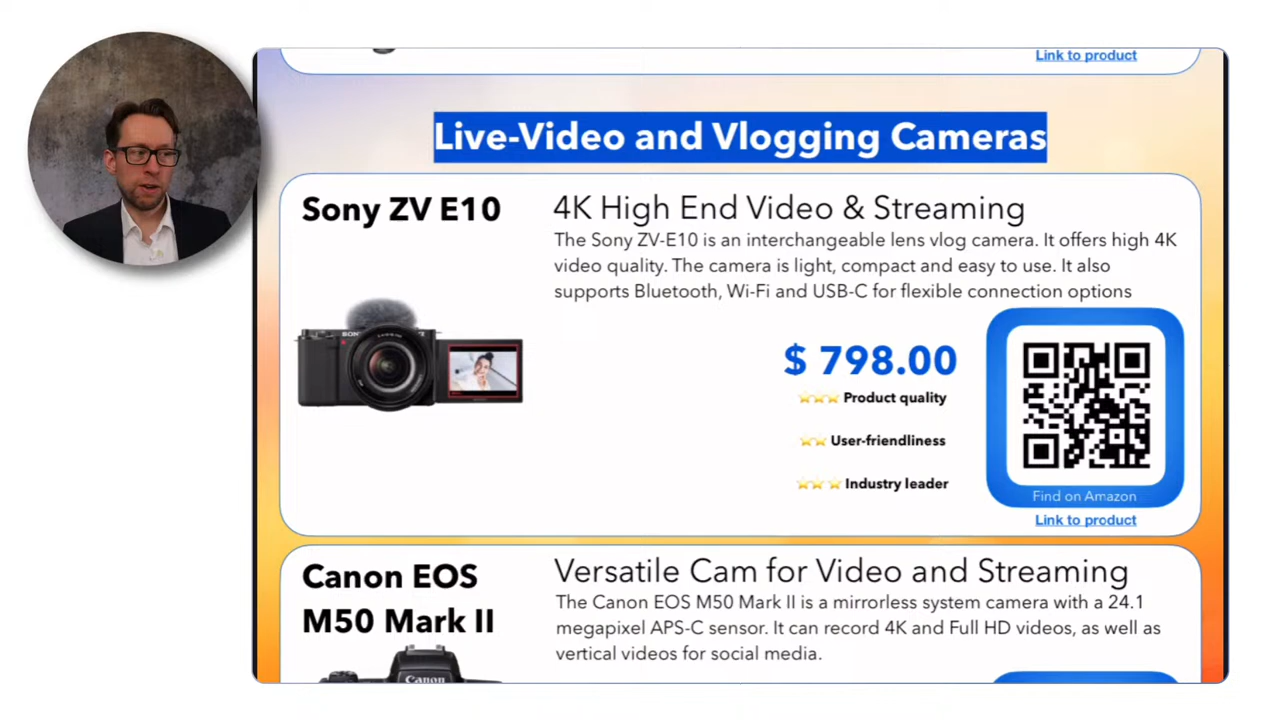 Link to product
Live-Video and Vlogging Cameras
Sony ZV E10
4K High End Video & Streaming
The Sony ZV-E10 is an interchangeable lens vlog camera. It offers high 4K
video quality. The camera is light, compact and easy to use. It also
supports Bluetooth, Wi-Fi and USB-C for flexible connection options
SONY
$ 798.00
Product quality
User-friendliness
Industry leader
Find on Amazon
Link to product
Canon EOS
M50 Mark II
Versatile Cam for Video and Streaming
The Canon EOS M50 Mark II is a mirrorless system camera with a 24.1
megapixel APS-C sensor. It can record 4K and Full HD videos, as well as
vertical videos for social media.
Canon